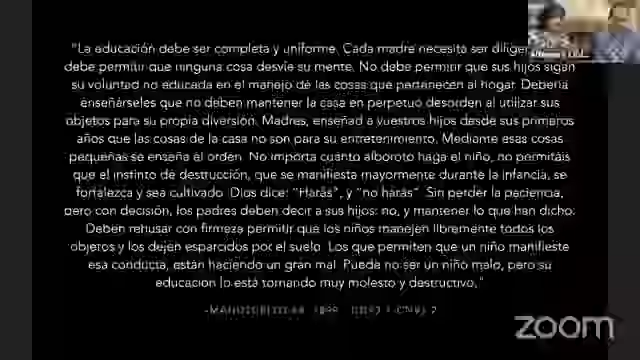 "La educación debe ser completa y uniforme. Cada madre necesita ser
debe permitir que ninguna cosa desvíe su mente. No debe permitir que sus hijos sigan
su voluntad no educada en el manejo de las cosas que pertenecen al hogar. Debería
enseñárseles que no deben mantener la casa en perpetuo desorden al utilizar sus
objetos para su propia diversión. Madres, enseñad a vuestros hijos desde sus primeros
años que las cosas de la casa no son para su entretenimiento. Mediante esas cosas
pequeñas se enseña el orden. No importa cuánto alboroto haga el niño, no permitáis
que el instinto de destrucción, que se manifiesta mayormente durante la infancia, se
fortalezca y sea cultivado. Dios dice: "Harás", y "no harás". Sin perder la paciencia,
pero con decisión, los padres deben decir a sus hijos: no, y mantener lo que han dicho.
Deben rehusar con firmeza permitir que los niños manejen libremente todos los
objetos y los dejen esparcidos por el suelo. Los que permiten que un niño manifieste
esa conducta, están haciendo un gran mal. Puede no ser un niño malo, pero su
educación lo está tornando muy molesto y destructivo."
zoom